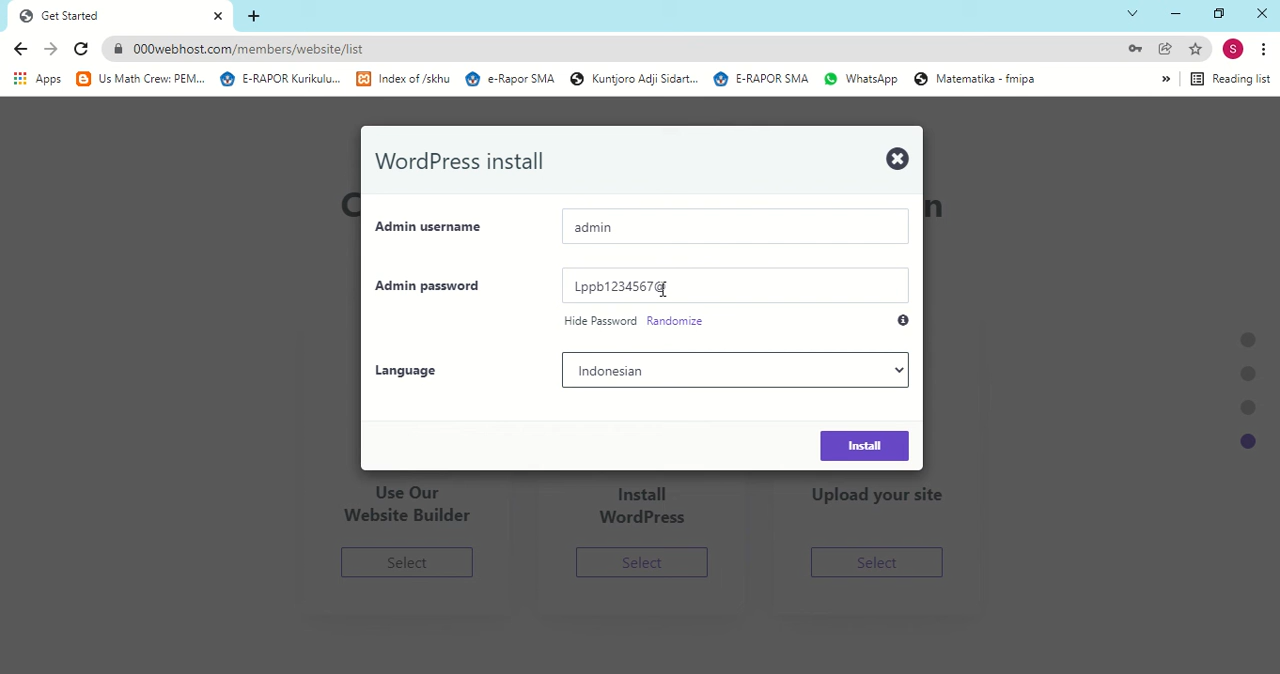 Get Started
000webhost.com/members/website/list
S
Apps
Us Math Crew: PEM...
E-RAPOR Kurikulu...
Index of /skhu
e-Rapor SMA
Kuntjoro Adji Sidart...
E-RAPOR SMA
WhatsApp
Matematika - fmipa
»
Reading list
WordPress install
Admin username
admin
Admin password
Lppb1234567@
Hide Password Randomize
Language
Indonesian
Install
Use Our
Website Builder
Select
Install
WordPress
Select
Upload your site
Select